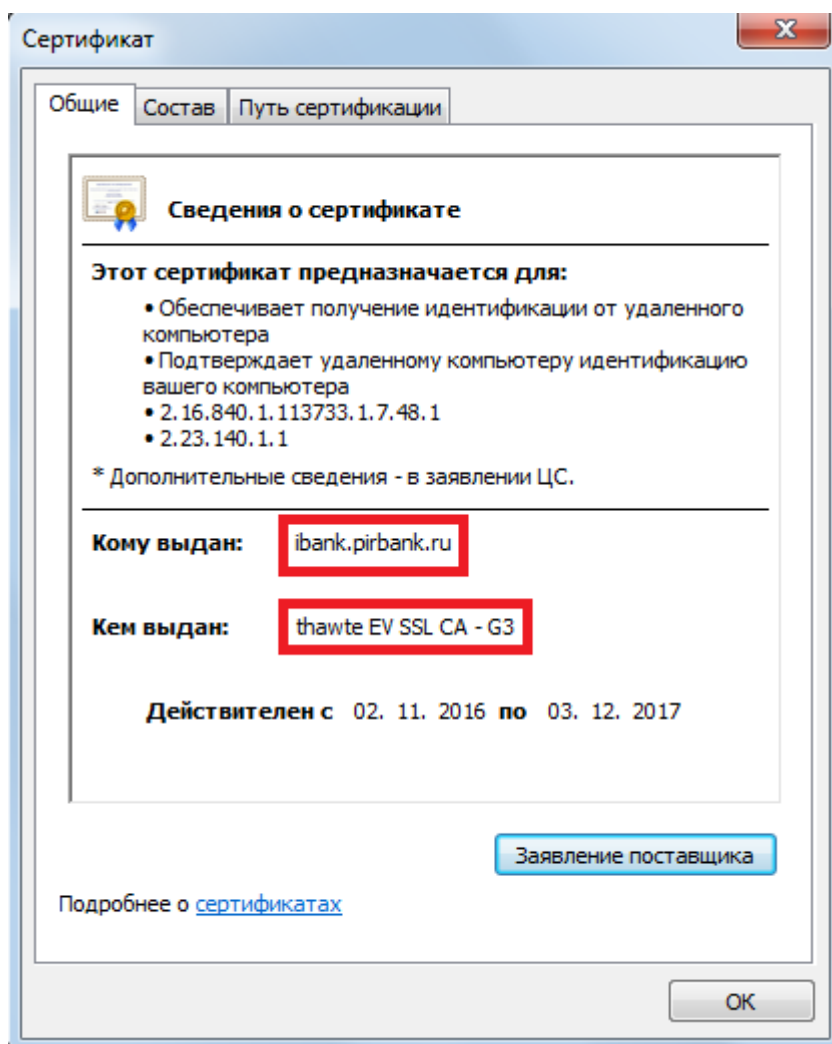 Сертификат
Общие Состав Путь сертификации
Сведения о сертификате
Этот сертификат предназначается для:
• Обеспечивает получение идентификации от удаленного
компьютера
• Подтверждает удаленному компьютеру идентификацию
вашего компьютера
• 2.16.840.1.113733.1.7.48.1
• 2.23.140.1.1
* Дополнительные сведения - в заявлении ЦС.
Кому выдан: ibank.pirbank.ru
Кем выдан: thawte EV SSL CA - G3
Действителен с 02. 11. 2016 по 03. 12. 2017
Заявление поставщика
Подробнее о сертификатах
ОК